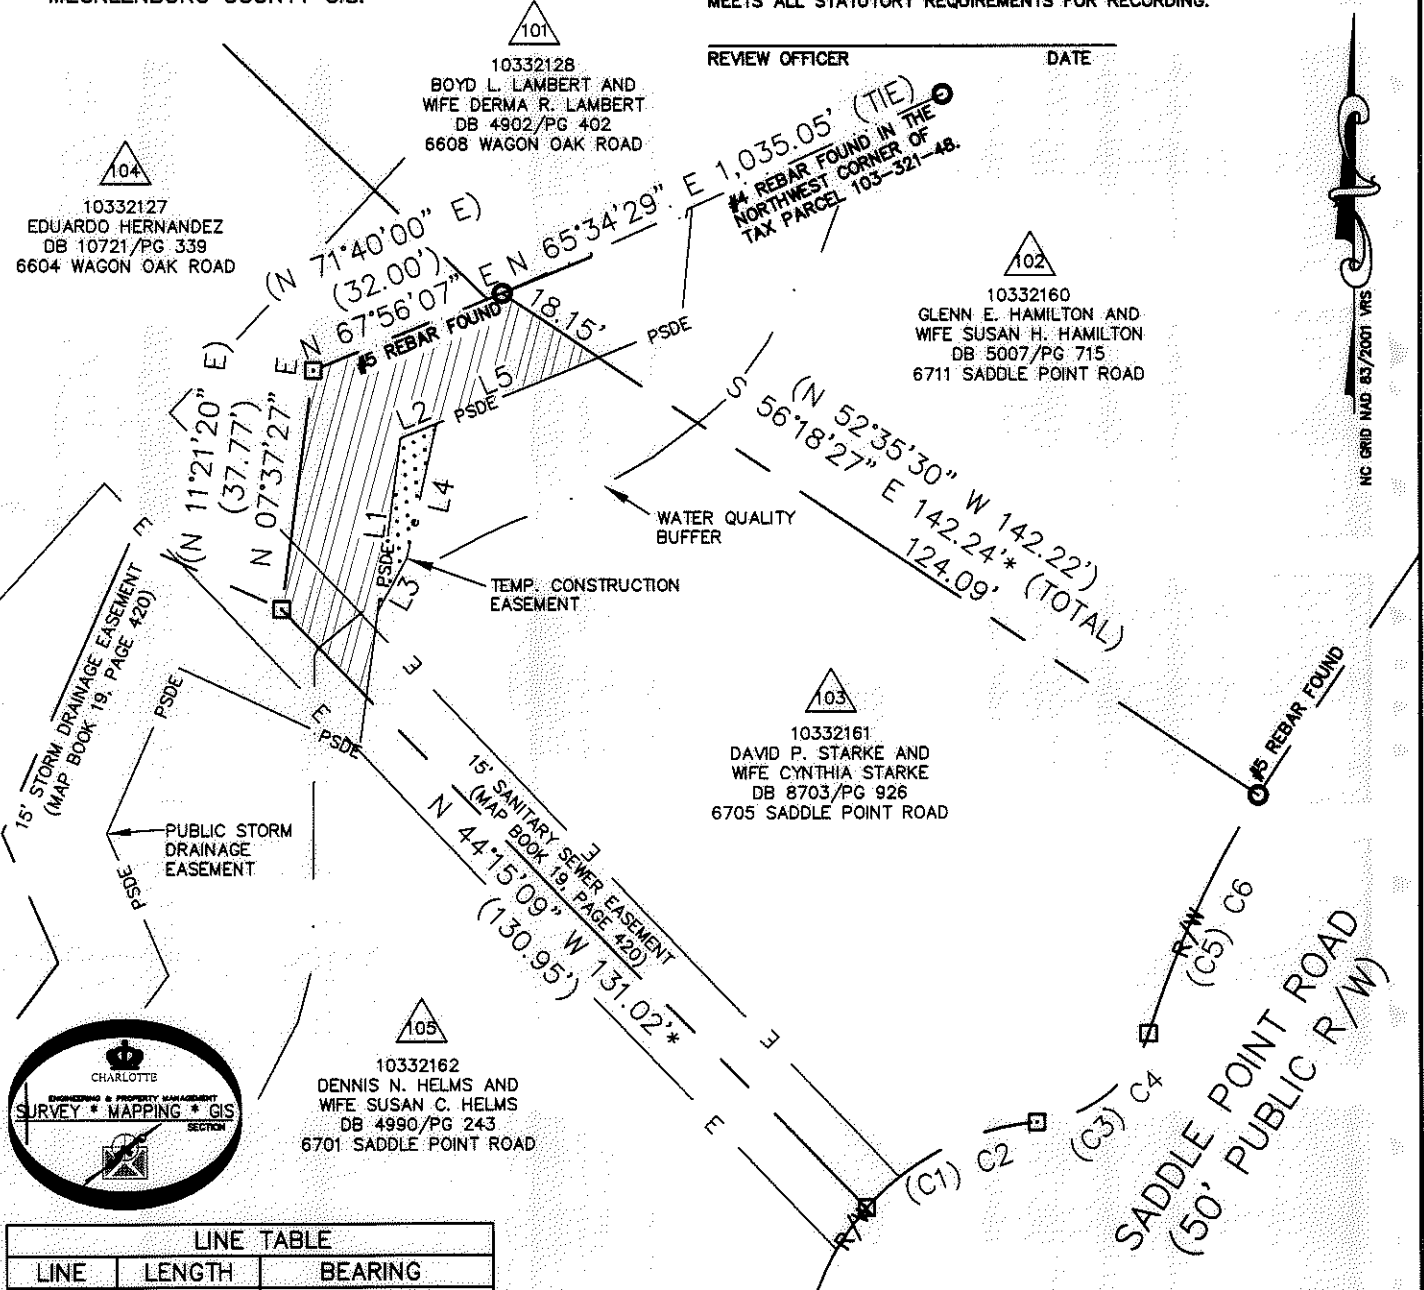 MEETS ALL STATUTORY REQUIREMENTS FOR RECORDING.
REVIEW OFFICER
DATE
101
10332128
BOYD L. LAMBERT AND
WIFE DERMA R. LAMBERT
DB 4902/PG 402
6608 WAGON OAK ROAD
104
10332127
EDUARDO HERNANDEZ
DB 10721/PG 339
6604 WAGON OAK ROAD
N 65°34'29" E 1,035.05' (TIE)
#4 REBAR FOUND IN THE
NORTHWEST CORNER OF
TAX PARCEL 103-321-48.
(N 71°40'00" E)
(32.00')
N 67°56'07" E
#5 REBAR FOUND
18.15'
102
10332160
GLENN E. HAMILTON AND
WIFE SUSAN H. HAMILTON
DB 5007/PG 715
6711 SADDLE POINT ROAD
NC GRID NAD 83/2001 VRS
PSDE
L5
PSDE
L2
L1
L4
PSDE
L3
(N 11°21'20" E)
(37.77')
N 07°37'27" E
(N 52°35'30" W 142.22')
S 56°18'27" E 142.24'* (TOTAL)
124.09'
WATER QUALITY
BUFFER
TEMP. CONSTRUCTION
EASEMENT
E
15' STORM DRAINAGE EASEMENT
(MAP BOOK 19, PAGE 420)
E
E
PSDE
PSDE
#5 REBAR FOUND
103
10332161
DAVID P. STARKE AND
WIFE CYNTHIA STARKE
DB 8703/PG 926
6705 SADDLE POINT ROAD
PUBLIC STORM
DRAINAGE
EASEMENT
PSDE
15' SANITARY SEWER EASEMENT
(MAP BOOK 19, PAGE 420)
E
N 44°15'09" W 131.02'*
(130.95')
E
E
R/W
(C5) C6
(C3) C4
(C1) C2
R/W
SADDLE POINT ROAD
(50' PUBLIC R/W)
105
10332162
DENNIS N. HELMS AND
WIFE SUSAN C. HELMS
DB 4990/PG 243
6701 SADDLE POINT ROAD
CHARLOTTE
ENGINEERING & PROPERTY MANAGEMENT
SURVEY * MAPPING * GIS
SECTION
LINE TABLE
LINE LENGTH BEARING